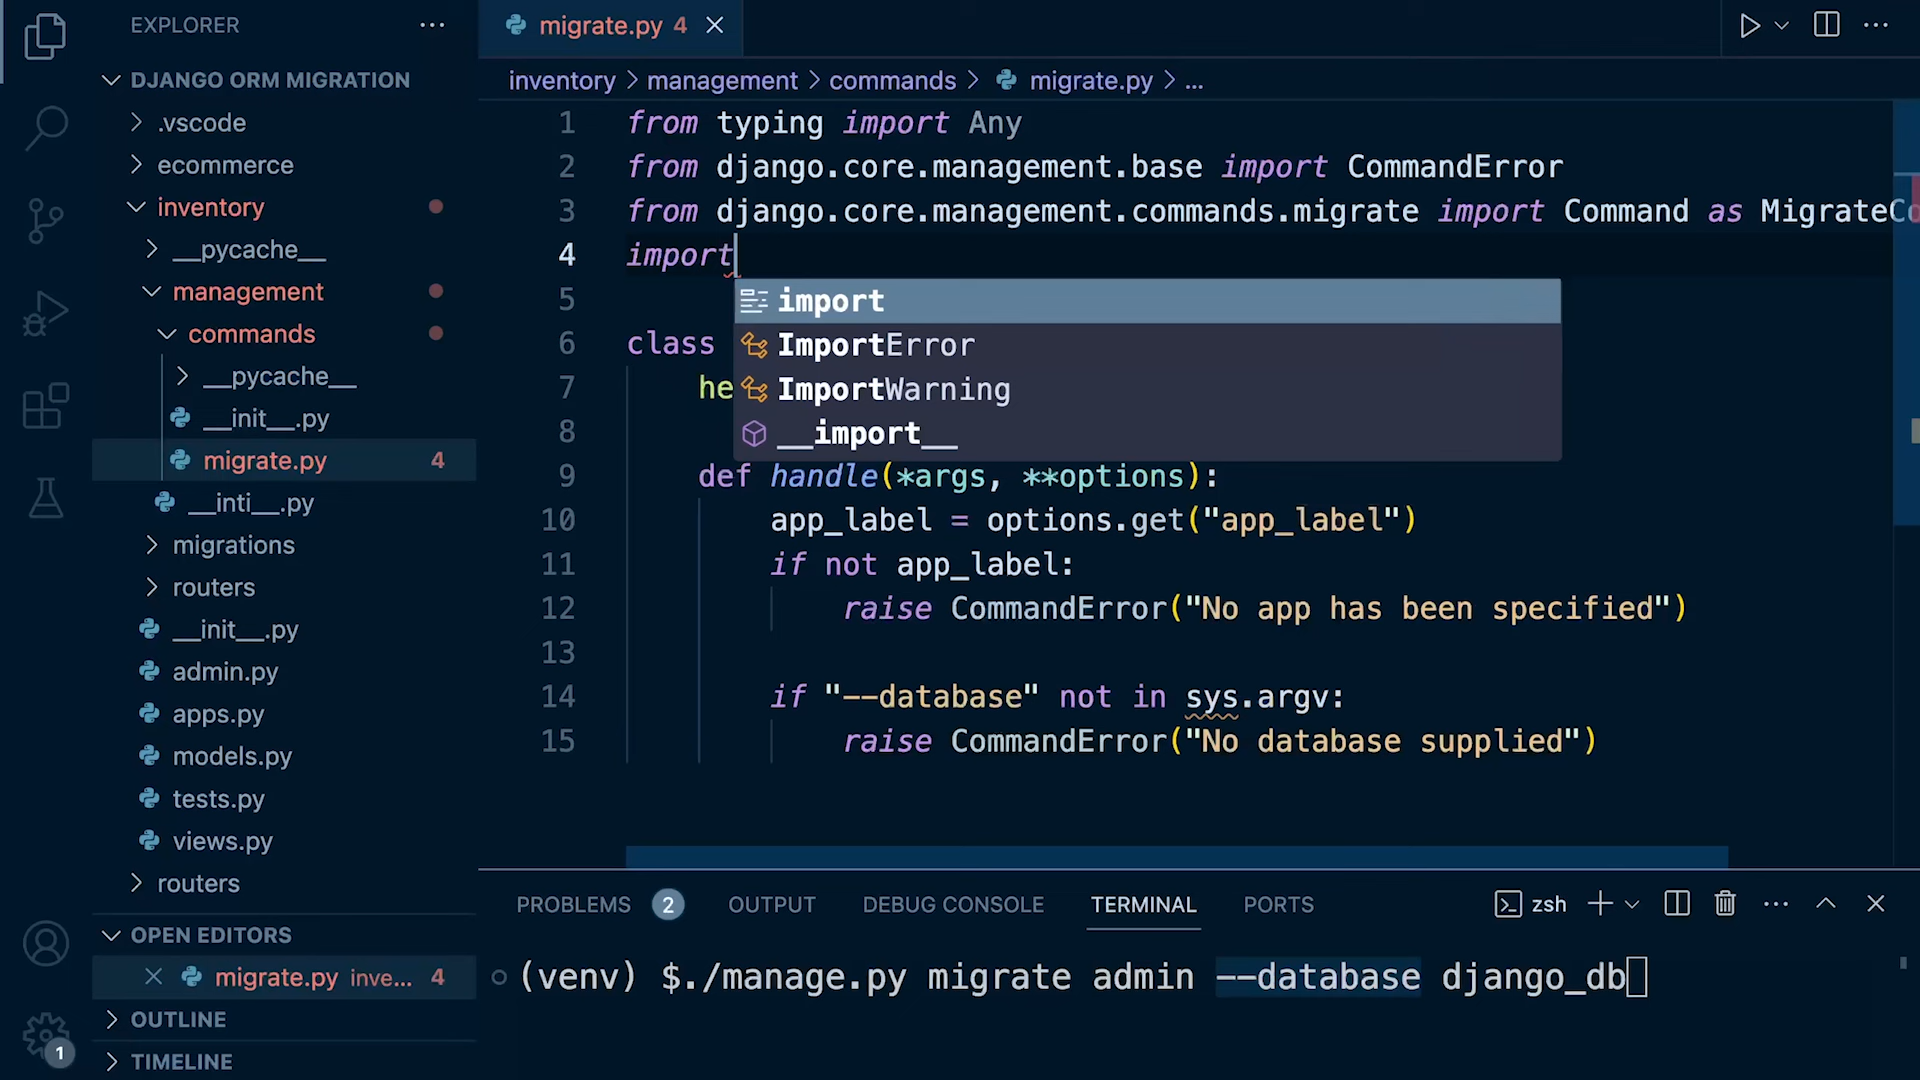 EXPLORER
DJANGO ORM MIGRATION
.vscode
ecommerce
inventory
__pycache__
management
commands
__pycache__
__init__.py
migrate.py 4
__inti__.py
migrations
routers
__init__.py
admin.py
apps.py
models.py
tests.py
views.py
routers
OPEN EDITORS
migrate.py inve... 4
OUTLINE
1
TIMELINE
migrate.py 4
inventory > management > commands > migrate.py > ...
1 from typing import Any
2 from django.core.management.base import CommandError
3 from django.core.management.commands.migrate import Command as MigrateCo
4 import
5 import
ImportError
6 class
ImportWarning
7 he
8 __import__
9 def handle(*args, **options):
10 app_label = options.get("app_label")
11 if not app_label:
12 raise CommandError("No app has been specified")
13
14 if "--database" not in sys.argv:
15 raise CommandError("No database supplied")
PROBLEMS 2 OUTPUT DEBUG CONSOLE TERMINAL PORTS zsh
(venv) $./manage.py migrate admin --database django_db